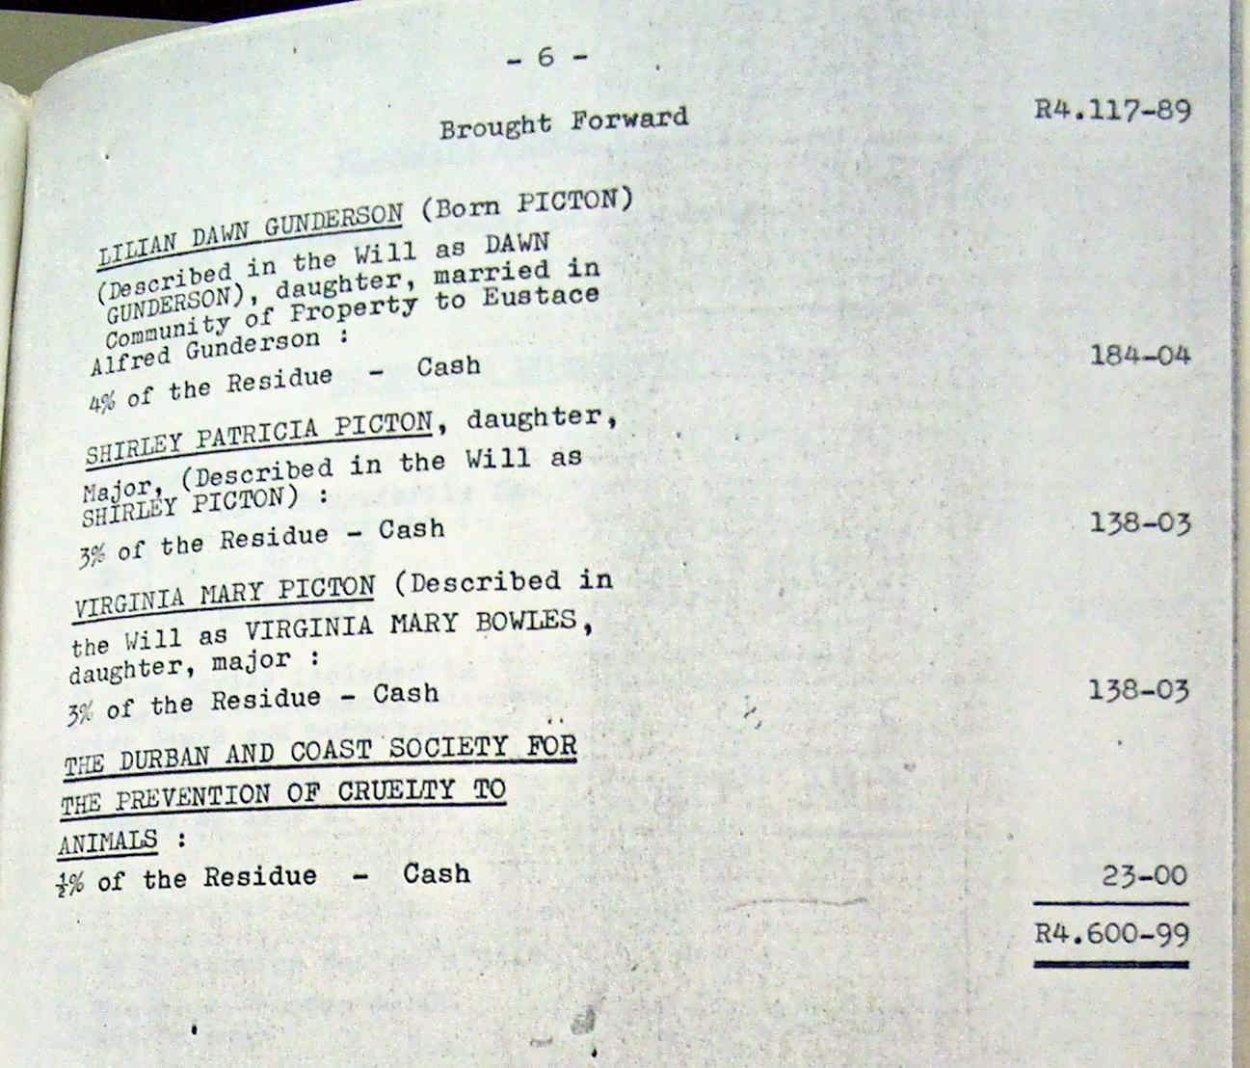 - 6 -
Brought Forward R4.117-89
LILIAN DAWN GUNDERSON (Born PICTON)
(Described in the Will as DAWN
GUNDERSON), daughter, married in
Community of Property to Eustace
Alfred Gunderson :
4% of the Residue - Cash 184-04
SHIRLEY PATRICIA PICTON, daughter,
Major, (Described in the Will as
SHIRLEY PICTON) :
3% of the Residue - Cash 138-03
VIRGINIA MARY PICTON (Described in
the Will as VIRGINIA MARY BOWLES,
daughter, major :
3% of the Residue - Cash 138-03
THE DURBAN AND COAST SOCIETY FOR
THE PREVENTION OF CRUELTY TO
ANIMALS :
½% of the Residue - Cash 23-00
R4.600-99